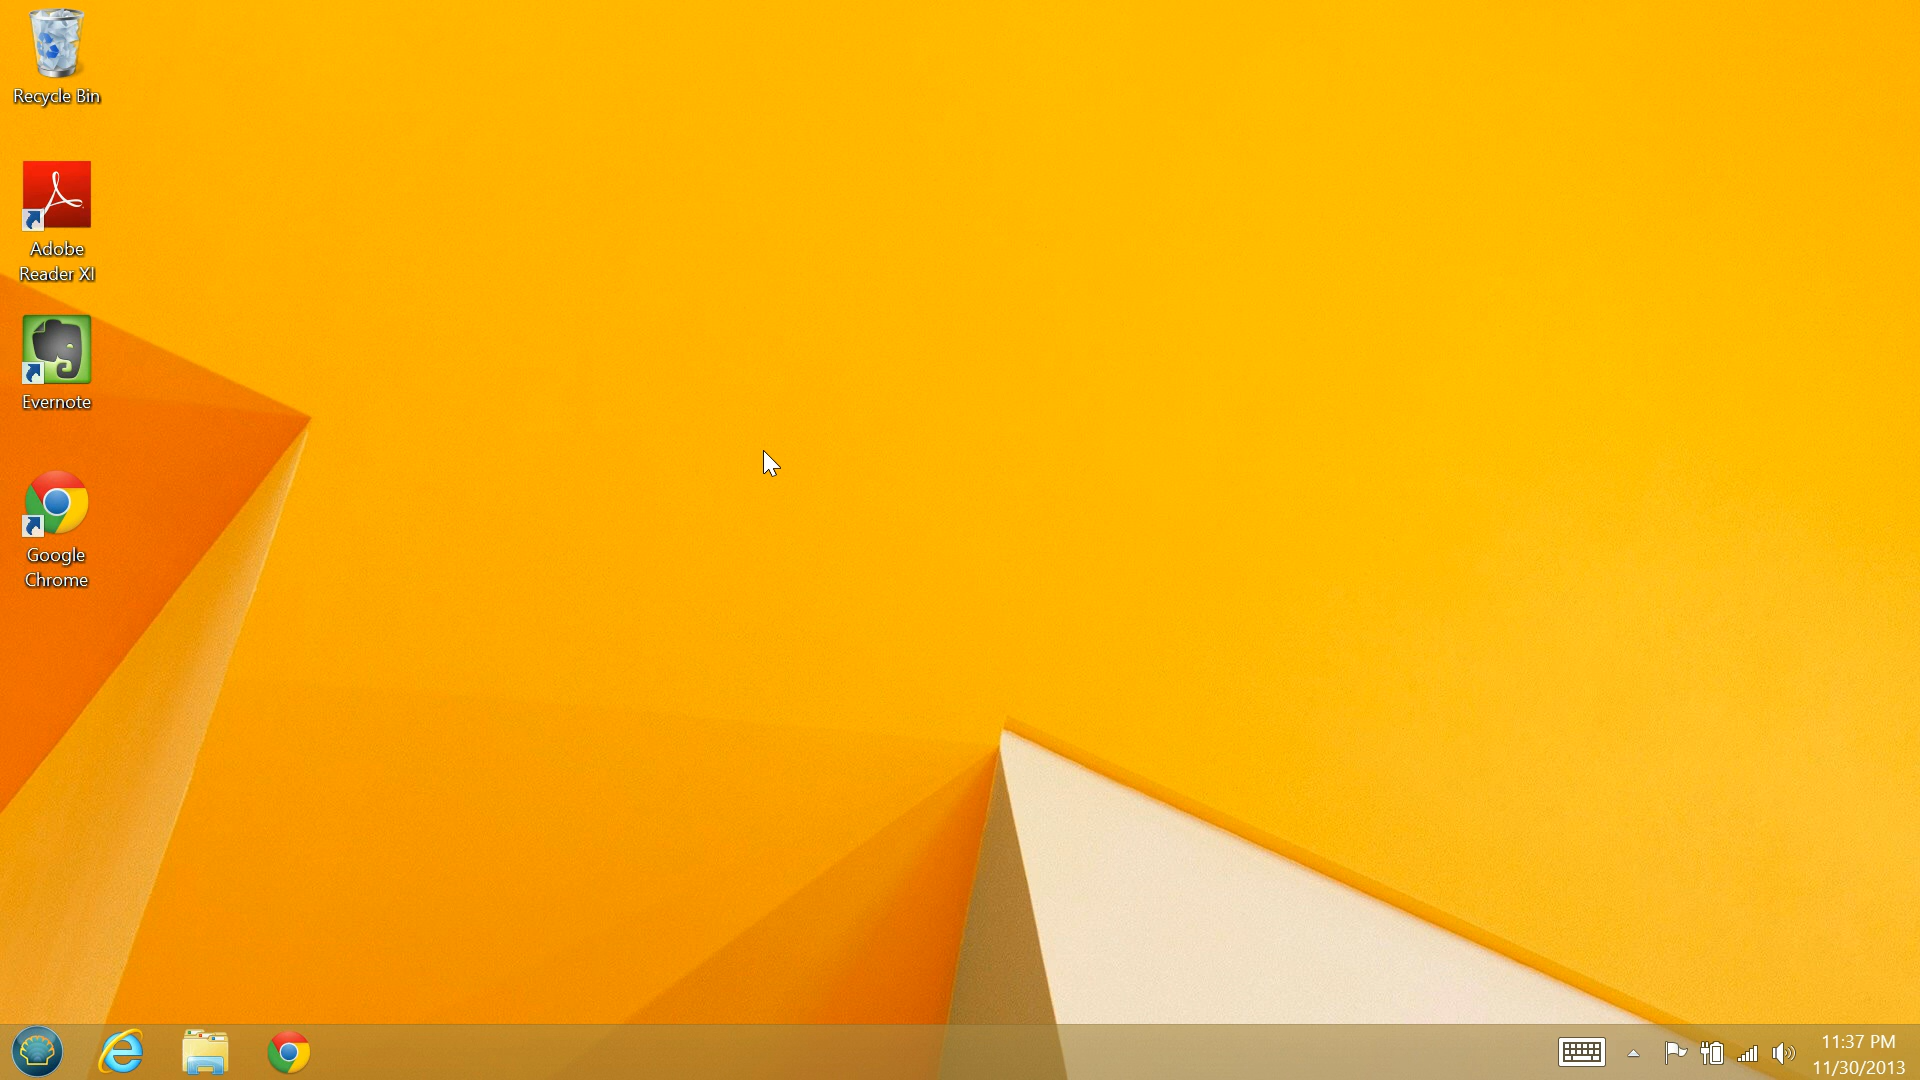 Recycle Bin
Adobe
Reader XI
Evernote
Google
Chrome
11:37 PM
11/30/2013